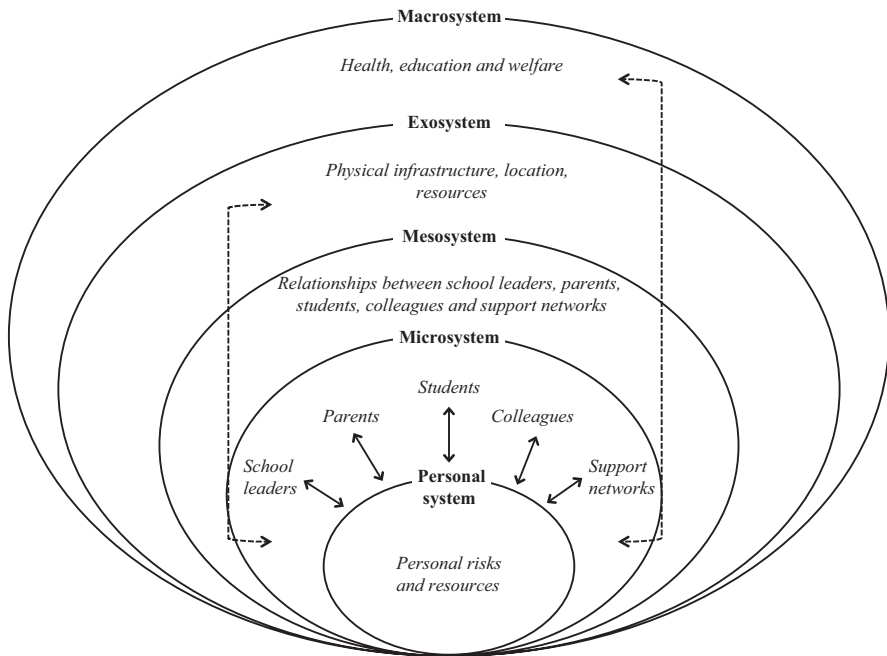 Macrosystem
Health, education and welfare
Exosystem
Physical infrastructure, location,
resources
Mesosystem
Relationships between school leaders, parents,
students, colleagues and support networks
Microsystem
Students
Parents
Colleagues
School
leaders
Support
networks
Personal
system
Personal risks
and resources